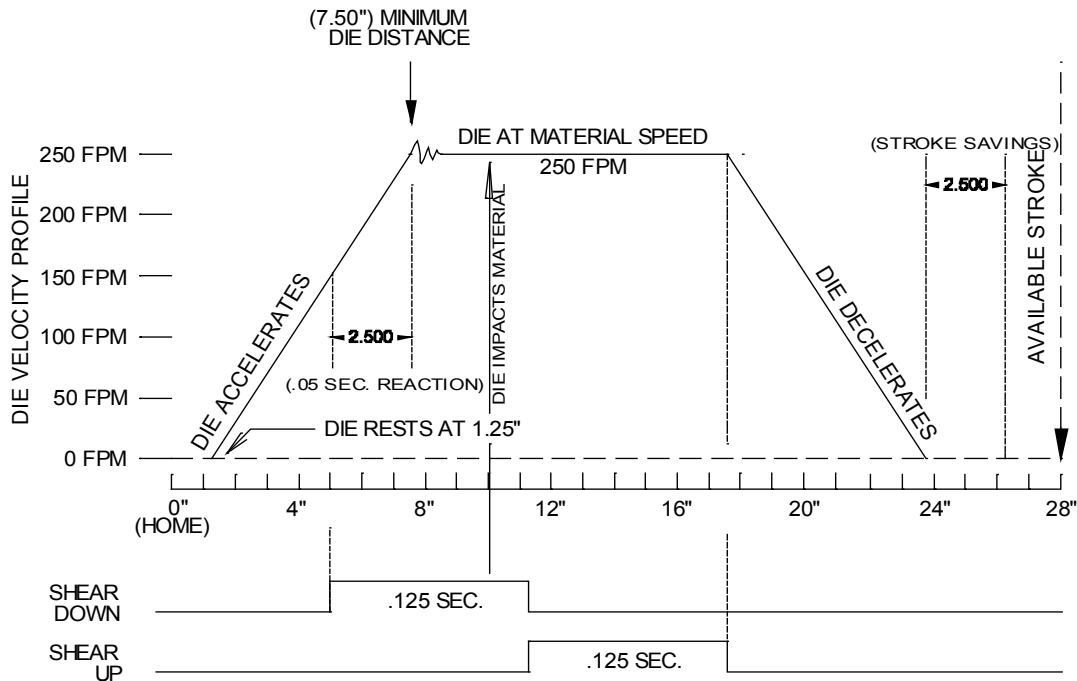 (7.50") MINIMUM
DIE DISTANCE
DIE VELOCITY PROFILE
250 FPM
200 FPM
150 FPM
100 FPM
50 FPM
0 FPM
DIE ACCELERATES
2.500
(.05 SEC. REACTION)
DIE RESTS AT 1.25"
DIE AT MATERIAL SPEED
250 FPM
DIE IMPACTS MATERIAL
DIE DECELERATES
(STROKE SAVINGS)
2.500
AVAILABLE STROKE
0" 4" 8" 12" 16" 20" 24" 28"
(HOME)
SHEAR
DOWN
.125 SEC.
SHEAR
UP
.125 SEC.